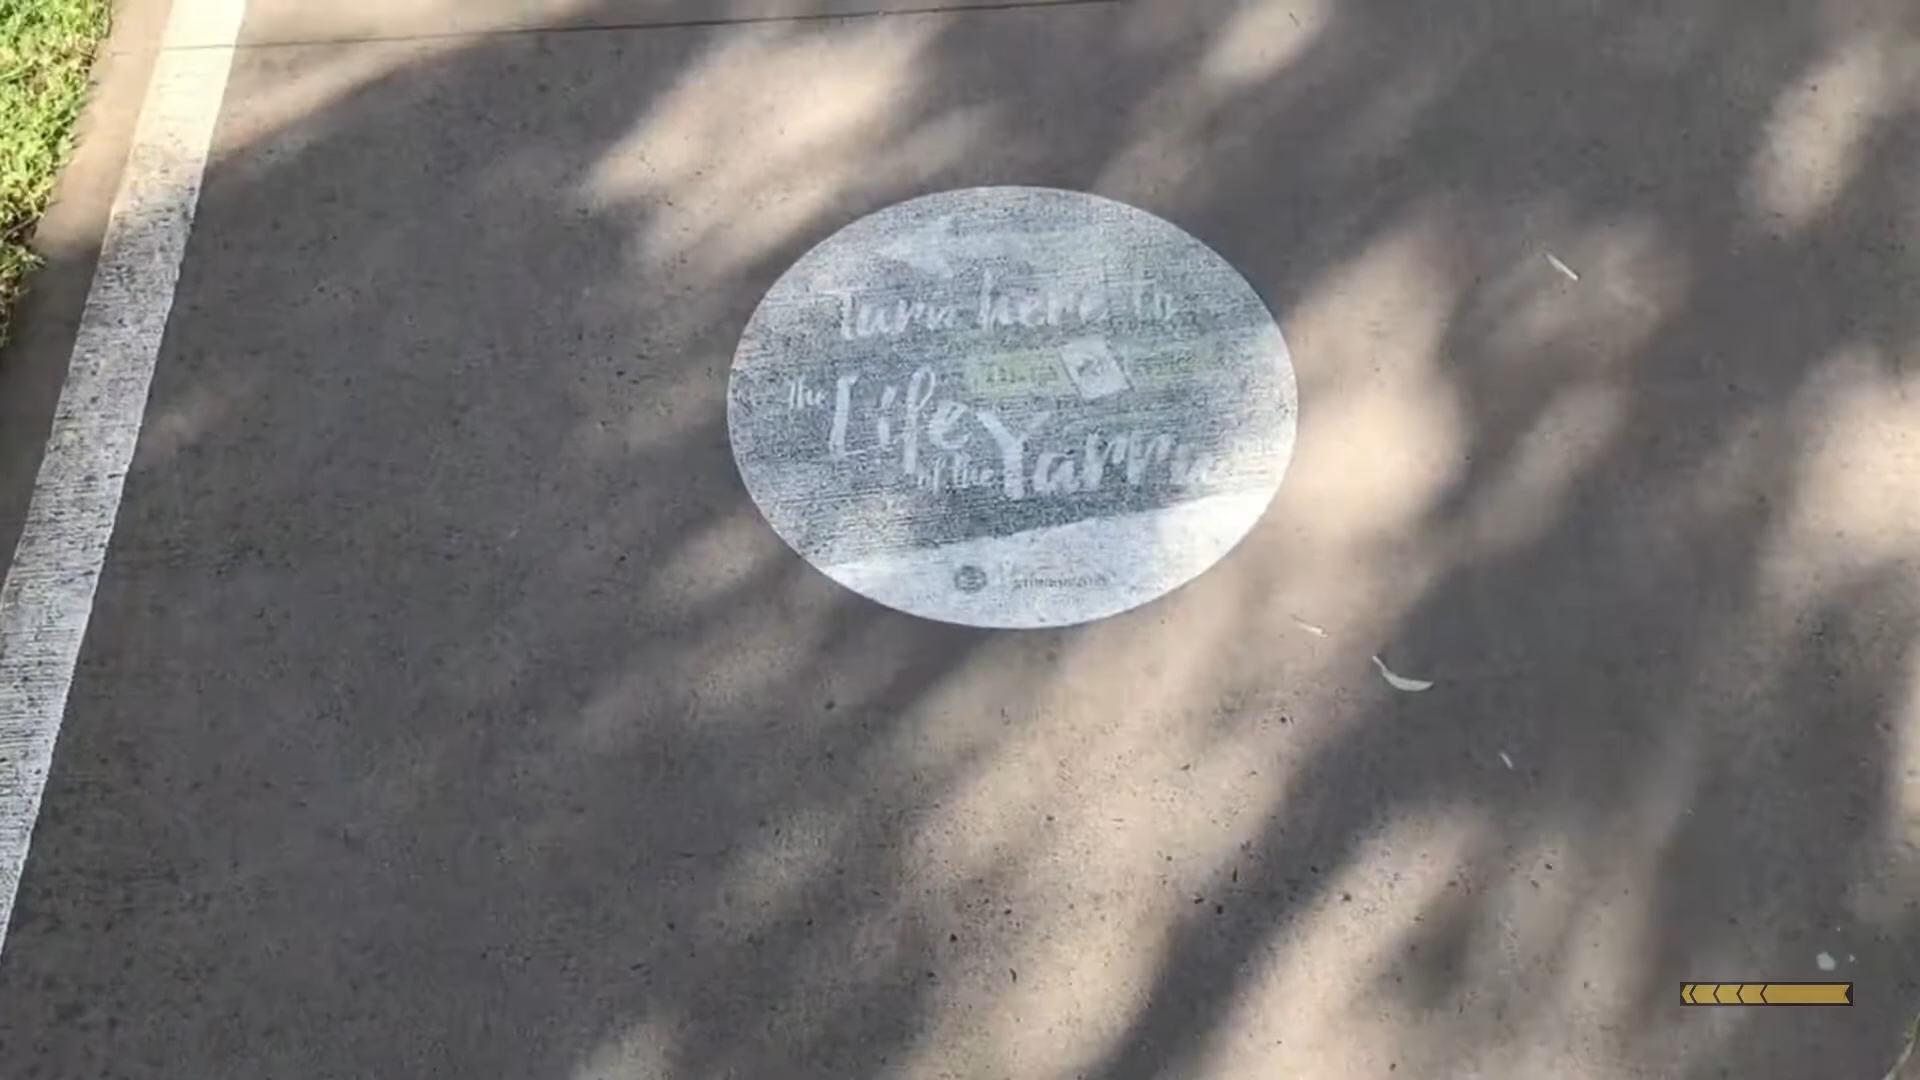 Turn here to
the Life
of the Yarra